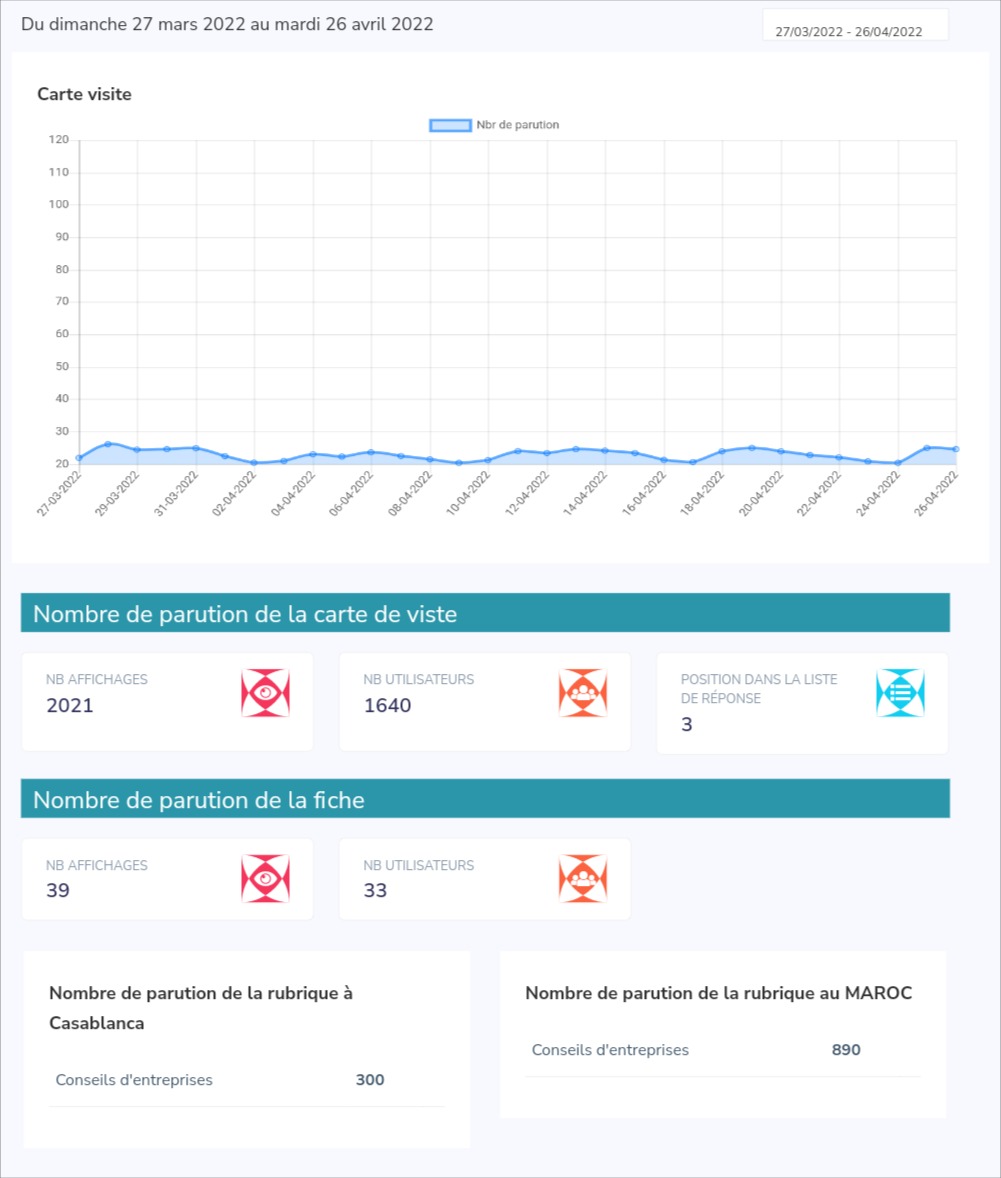 Du dimanche 27 mars 2022 au mardi 26 avril 2022
27/03/2022 - 26/04/2022
Carte visite
Nbr de parution
120
110
100
90
80
70
60
50
40
30
20
27-03-2022
29-03-2022
31-03-2022
02-04-2022
04-04-2022
06-04-2022
08-04-2022
10-04-2022
12-04-2022
14-04-2022
16-04-2022
18-04-2022
20-04-2022
22-04-2022
24-04-2022
26-04-2022
Nombre de parution de la carte de viste
NB AFFICHAGES
2021
NB UTILISATEURS
1640
POSITION DANS LA LISTE
DE RÉPONSE
3
Nombre de parution de la fiche
NB AFFICHAGES
39
NB UTILISATEURS
33
Nombre de parution de la rubrique à
Casablanca
Conseils d'entreprises 300
Nombre de parution de la rubrique au MAROC
Conseils d'entreprises 890